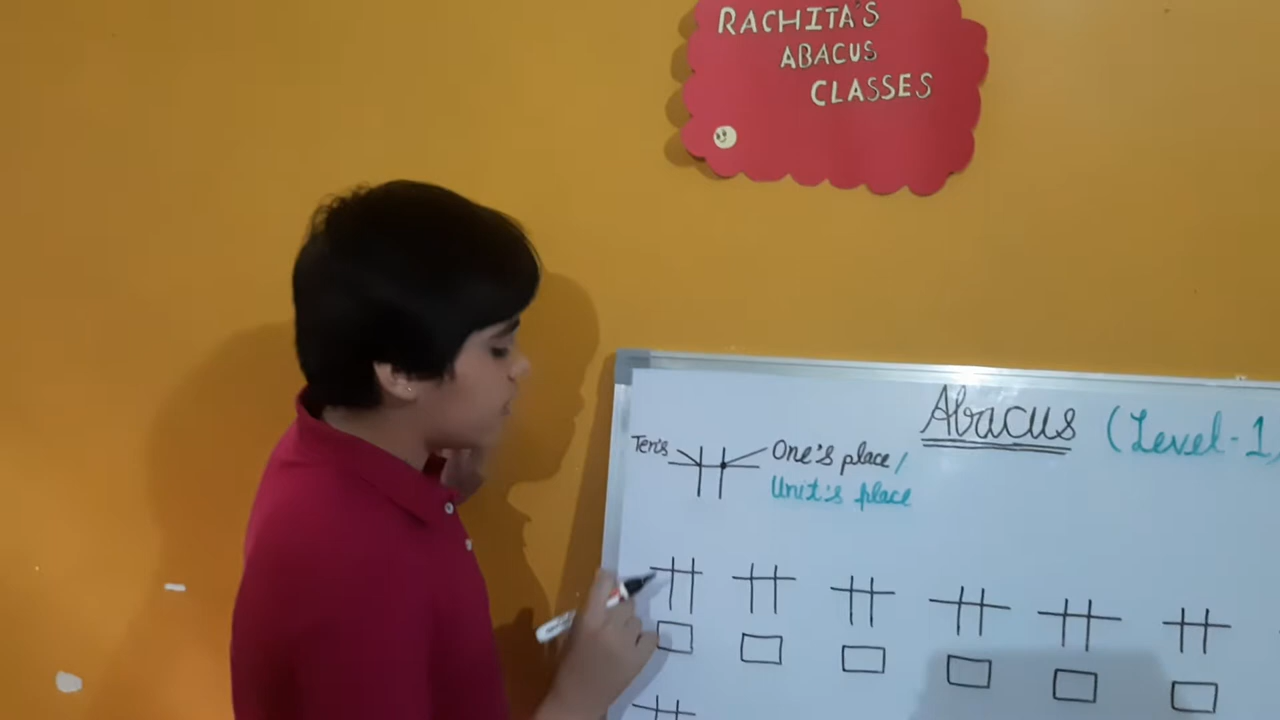 RACHITA'S
ABACUS
CLASSES
Abacus (Level-1)
Ten's
One's place/
Unit's place